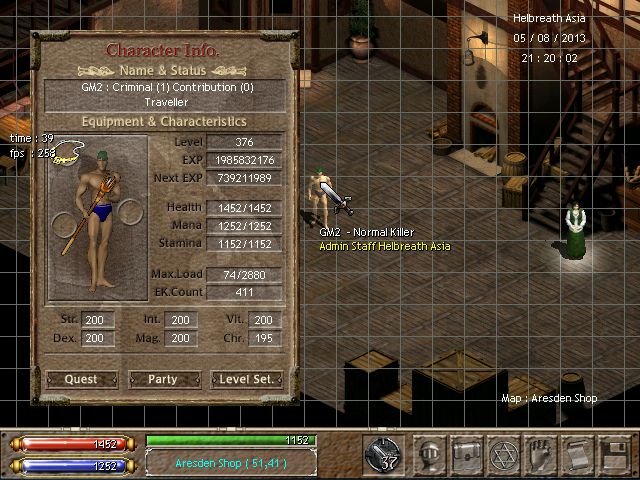 Helbreath Asia
05 / 08 / 2013
21 : 20 : 02
Character Info.
Name & Status
GM2 : Criminal (1) Contribution (0)
Traveller
Equipment & Characteristics
time : 39
fps : 258
Level 376
EXP 1985832176
Next EXP 739211989
Health 1452/1452
Mana 1252/1252
Stamina 1152/1152
Max.Load 74/2880
EK.Count 411
Str. 200 Int. 200 Vit. 200
Dex. 200 Mag. 200 Chr. 195
Quest Party Level Set.
GM2 - Normal Killer
Admin Staff Helbreath Asia
Map : Aresden Shop
1452
1252
1152
Aresden Shop ( 51,41 )
37